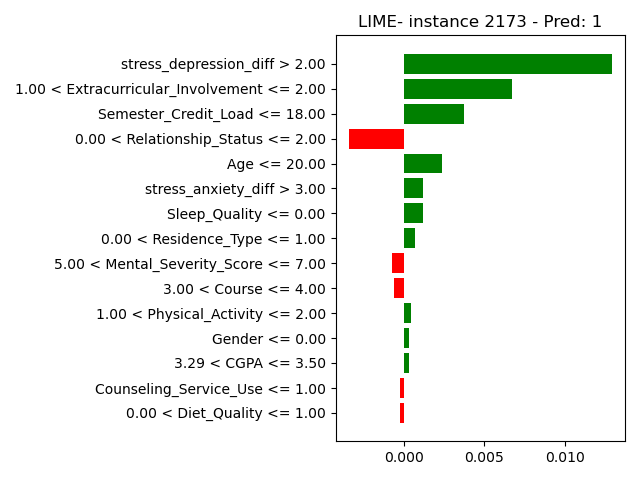 LIME- instance 2173 - Pred: 1
stress_depression_diff > 2.00
1.00 < Extracurricular_Involvement <= 2.00
Semester_Credit_Load <= 18.00
0.00 < Relationship_Status <= 2.00
Age <= 20.00
stress_anxiety_diff > 3.00
Sleep_Quality <= 0.00
0.00 < Residence_Type <= 1.00
5.00 < Mental_Severity_Score <= 7.00
3.00 < Course <= 4.00
1.00 < Physical_Activity <= 2.00
Gender <= 0.00
3.29 < CGPA <= 3.50
Counseling_Service_Use <= 1.00
0.00 < Diet_Quality <= 1.00
0.000 0.005 0.010